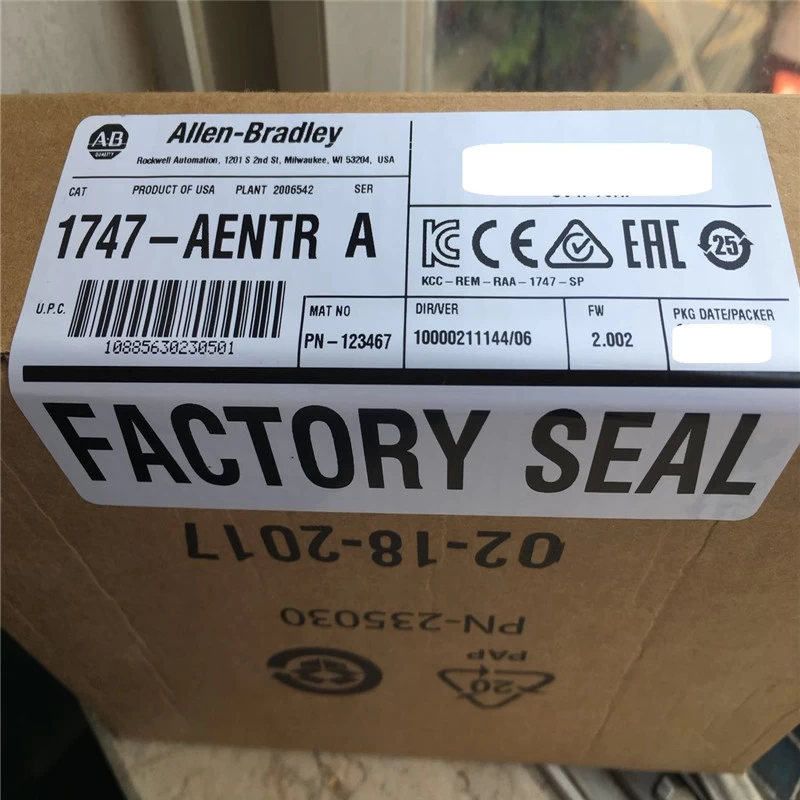 A·B
QUALITY
Allen-Bradley
Rockwell Automation, 1201 S 2nd St, Milwaukee, WI 53204, USA
CAT PRODUCT OF USA PLANT 2006542 SER
1747-AENTR A
KC CE EAC 25
KCC-REM-RAA-1747-SP
U.P.C.
10885630230501
MAT NO
PN-123467
DIR/VER
10000211144/06
FW
2.002
PKG DATE/PACKER
FACTORY SEAL
02-18-2017
PN-235030
PAP
20